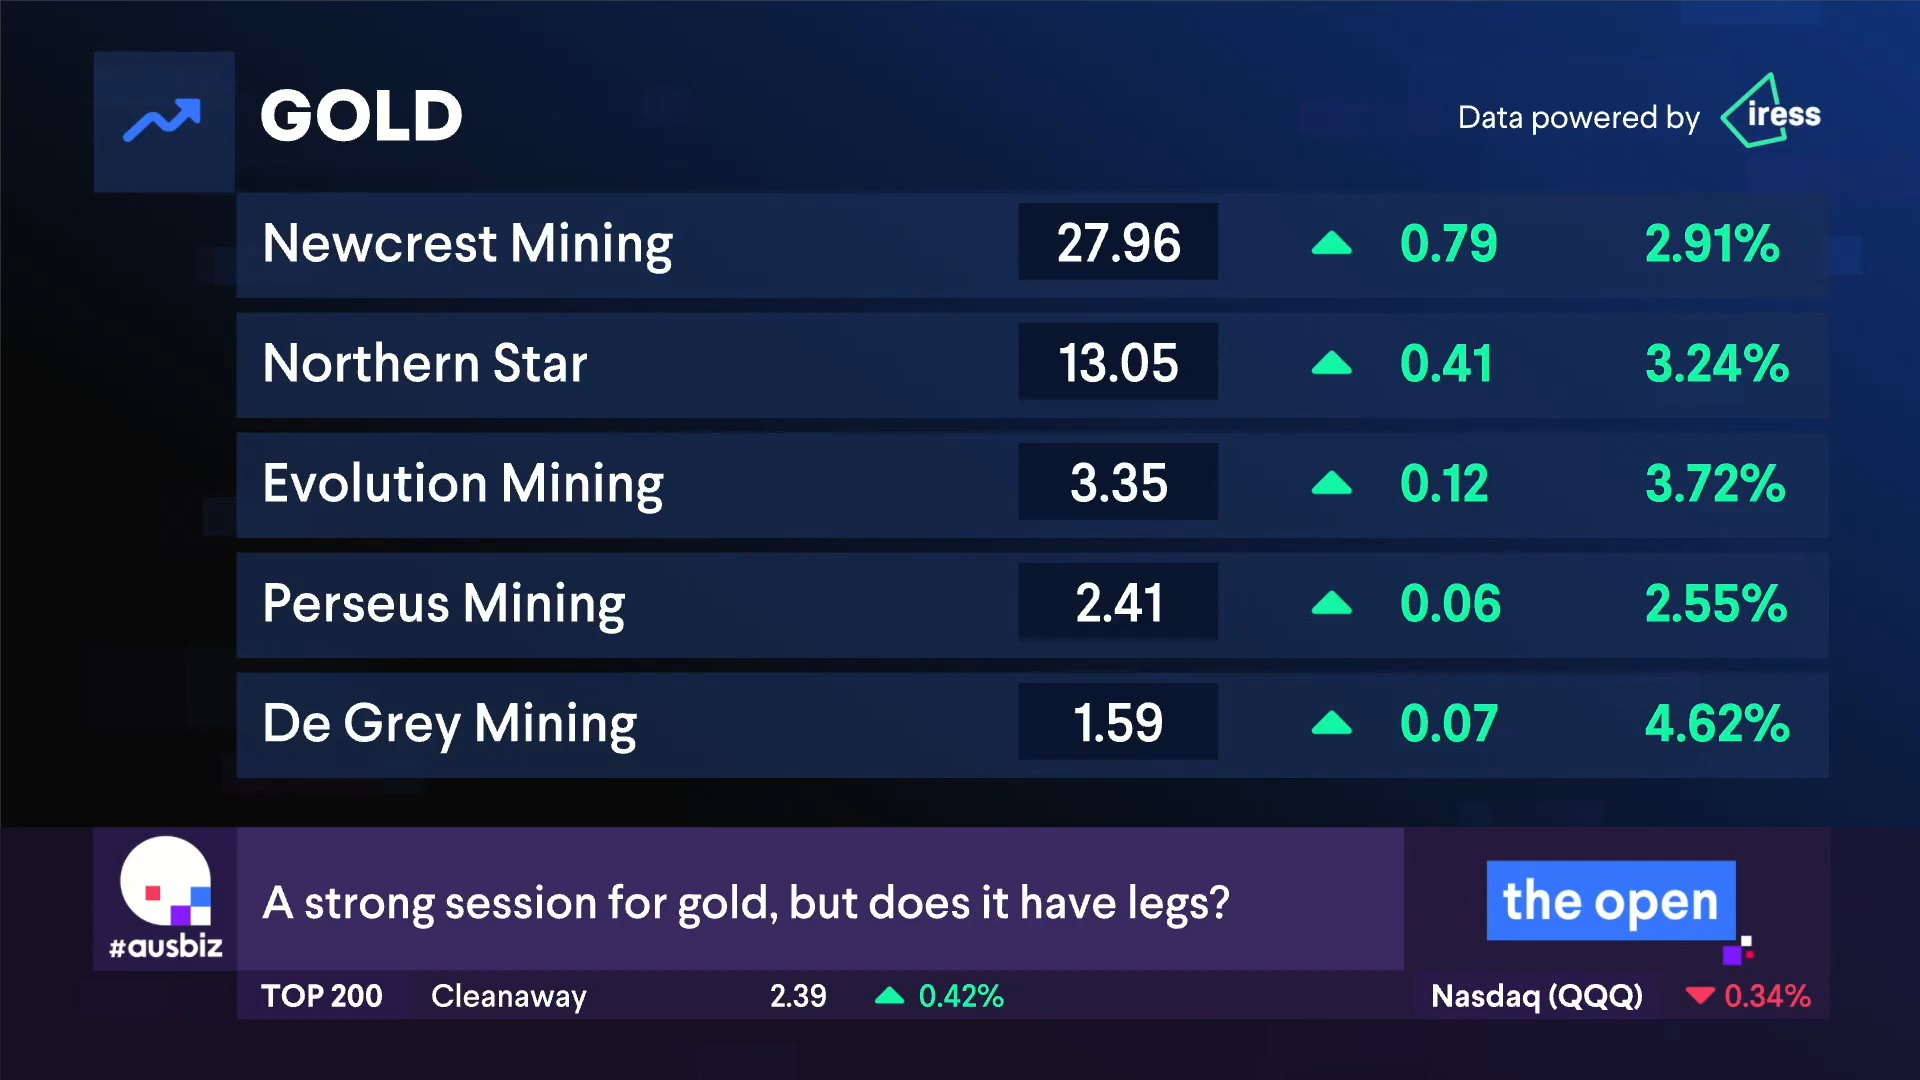 GOLD
Data powered by iress
Newcrest Mining 27.96 0.79 2.91%
Northern Star 13.05 0.41 3.24%
Evolution Mining 3.35 0.12 3.72%
Perseus Mining 2.41 0.06 2.55%
De Grey Mining 1.59 0.07 4.62%
A strong session for gold, but does it have legs?
the open
#ausbiz
TOP 200 Cleanaway 2.39 0.42% Nasdaq (QQQ) 0.34%